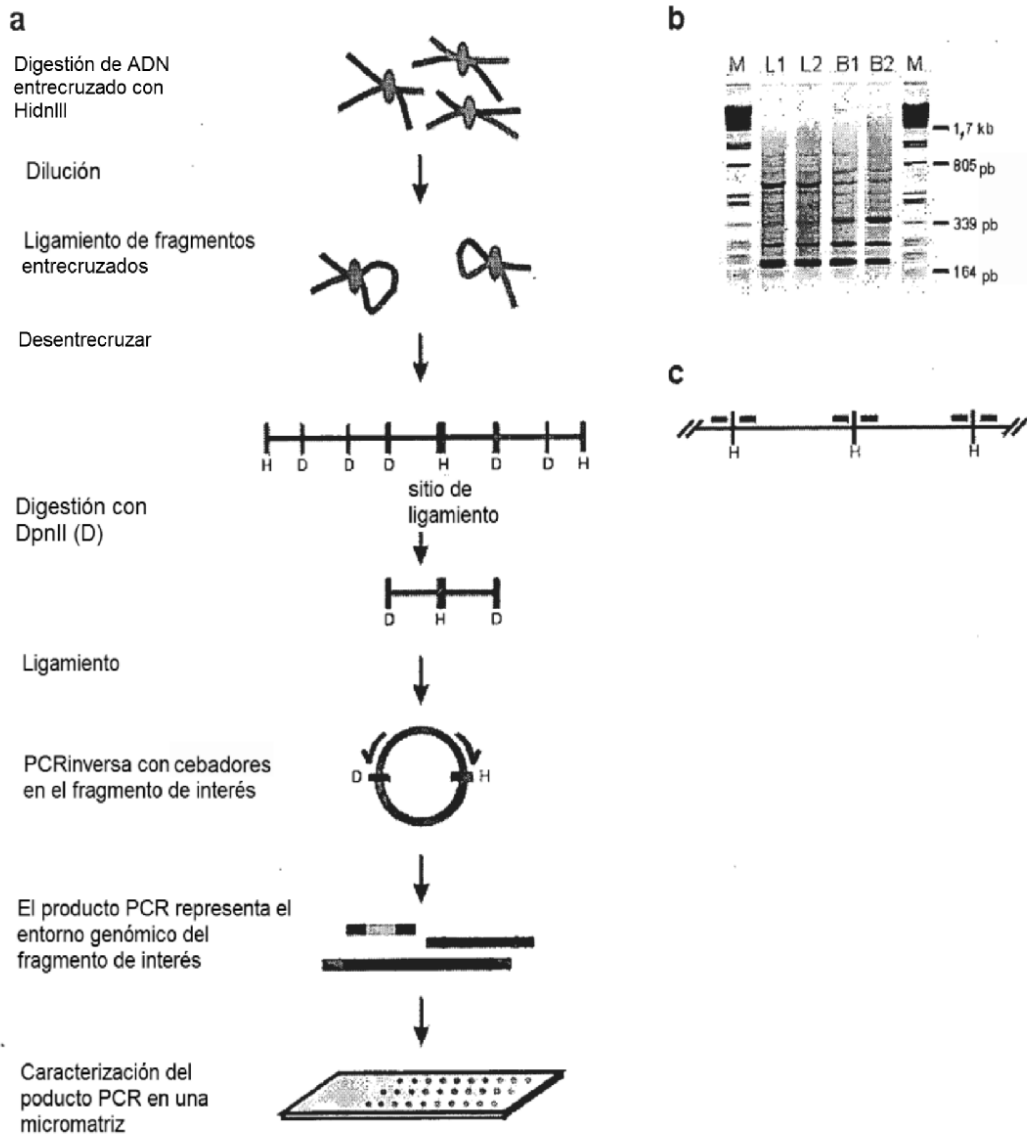 a
Digestión de ADN
entrecruzado con
HidnIII
Dilución
Ligamiento de fragmentos
entrecruzados
Desentrecruzar
H D D D H D D H
sitio de
ligamiento
Digestión con
DpnII (D)
D H D
Ligamiento
PCRinversa con cebadores
en el fragmento de interés
D H
El producto PCR representa el
entorno genómico del
fragmento de interés
Caracterización del
poducto PCR en una
micromatriz
b
M L1 L2 B1 B2 M
1,7 kb
805 pb
339 pb
164 pb
c
H H H